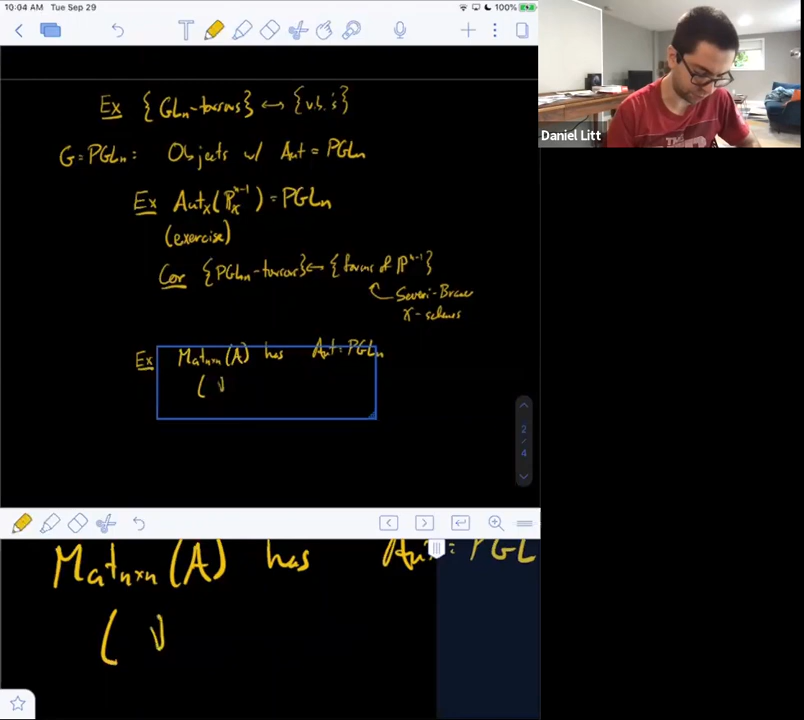 10:04 AM Tue Sep 29
100%
Ex {GLn-torsors} ↔ {v.b.'s}
G=PGLn: Objects w/ Aut = PGLn
Ex Autx(Pxⁿ⁻¹) = PGLn
(exercise)
Cor {PGLn-torsors} ↔ {forms of Pⁿ⁻¹}
Severi-Brauer
X-schemes
Ex Matn×n(A) has Aut = PGLn
(
2
/
4
Matn×n(A) has Aut = PGL
(
Daniel Litt